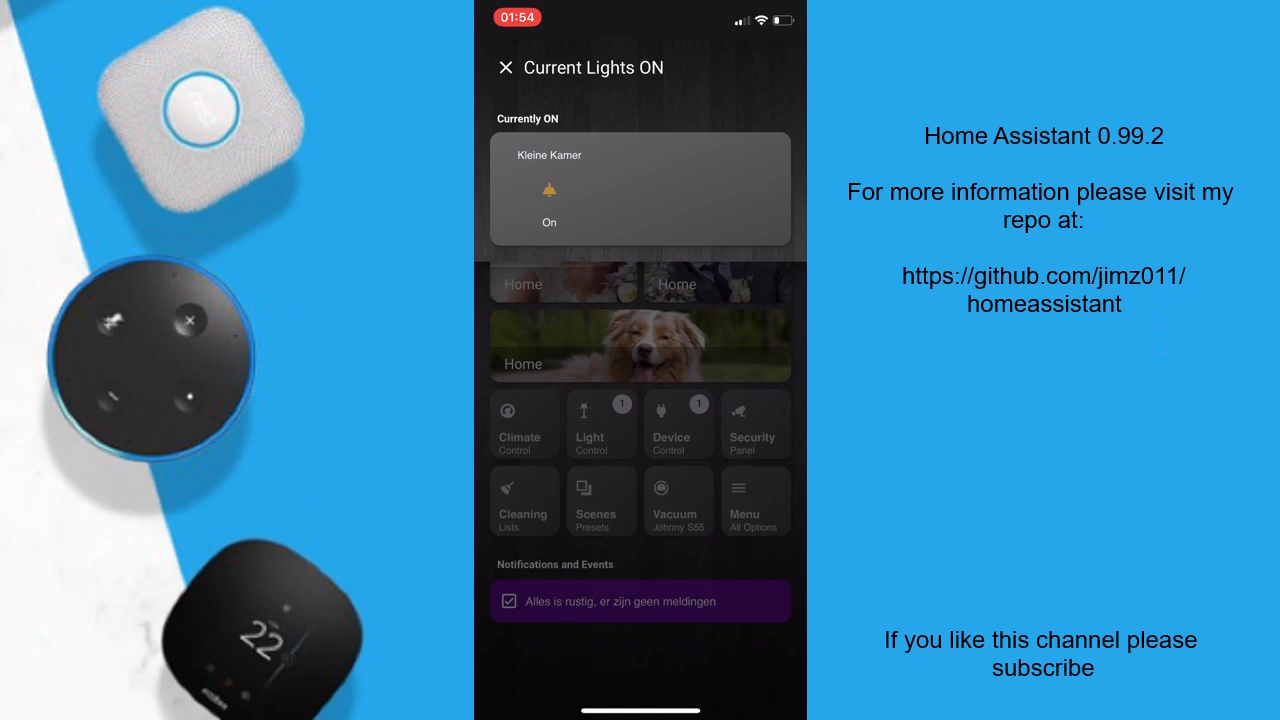 01:54
Current Lights ON
Currently ON
Kleine Kamer
On
Home
Home
Home
1
1
Climate
Control
Light
Control
Device
Control
Security
Panel
Cleaning
Lists
Scenes
Presets
Vacuum
Johnny S55
Menu
All Options
Notifications and Events
Alles is rustig, er zijn geen meldingen
22
ecobee
Home Assistant 0.99.2
For more information please visit my
repo at:
https://github.com/jimz011/
homeassistant
If you like this channel please
subscribe